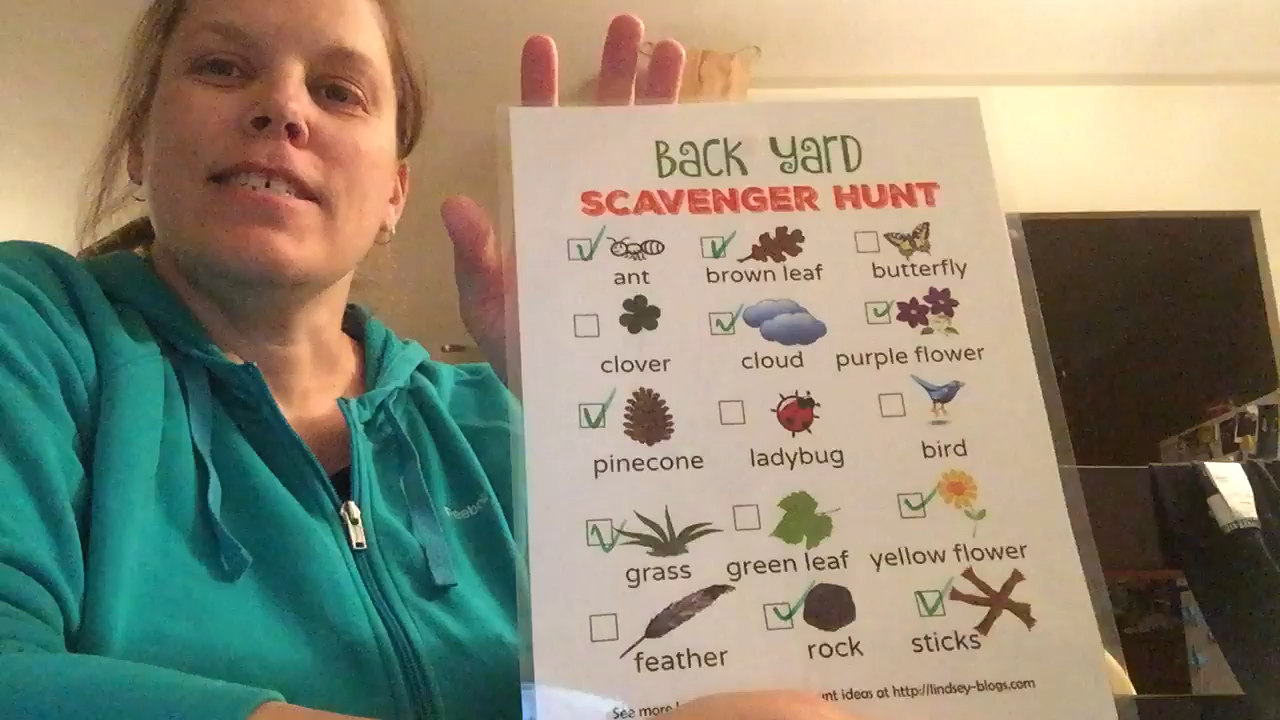 Back Yard
SCAVENGER HUNT
ant brown leaf butterfly
clover cloud purple flower
pinecone ladybug bird
grass green leaf yellow flower
feather rock sticks
See more ideas at http://lindsey-blogs.com